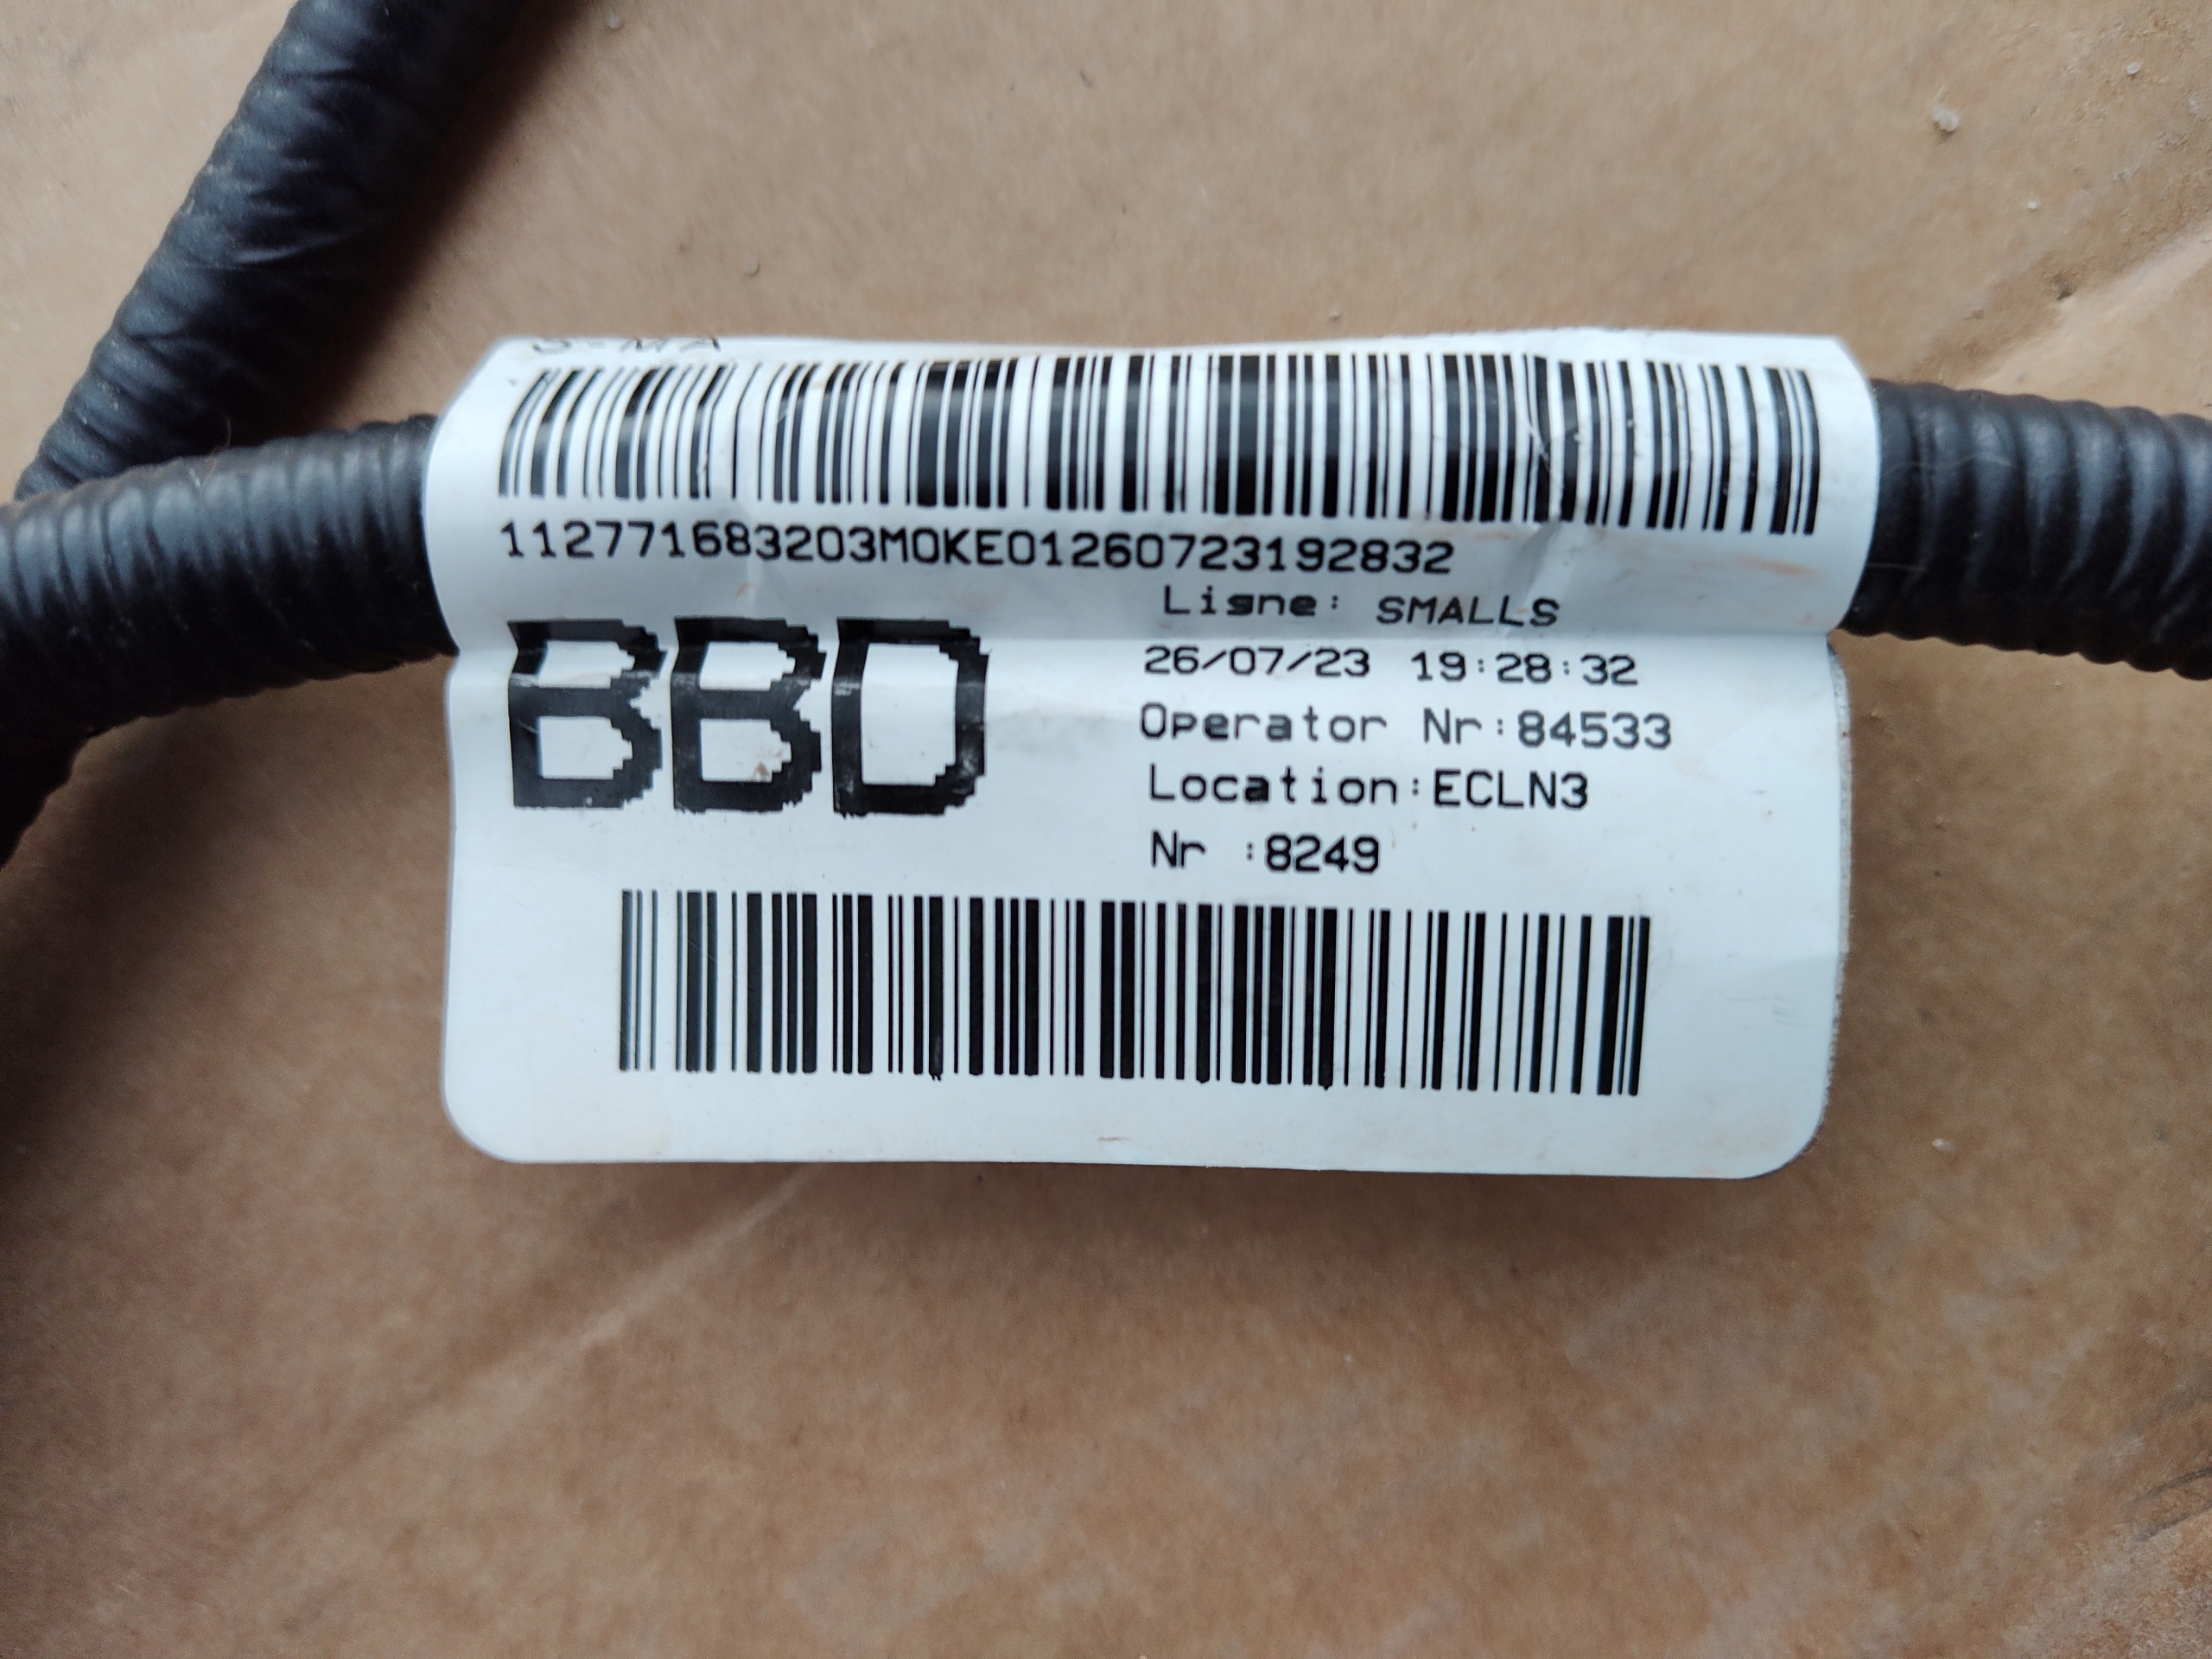 112771683203M0KE01260723192832
Ligne: SMALLS
BBD
26/07/23 19:28:32
Operator Nr:84533
Location:ECLN3
Nr :8249